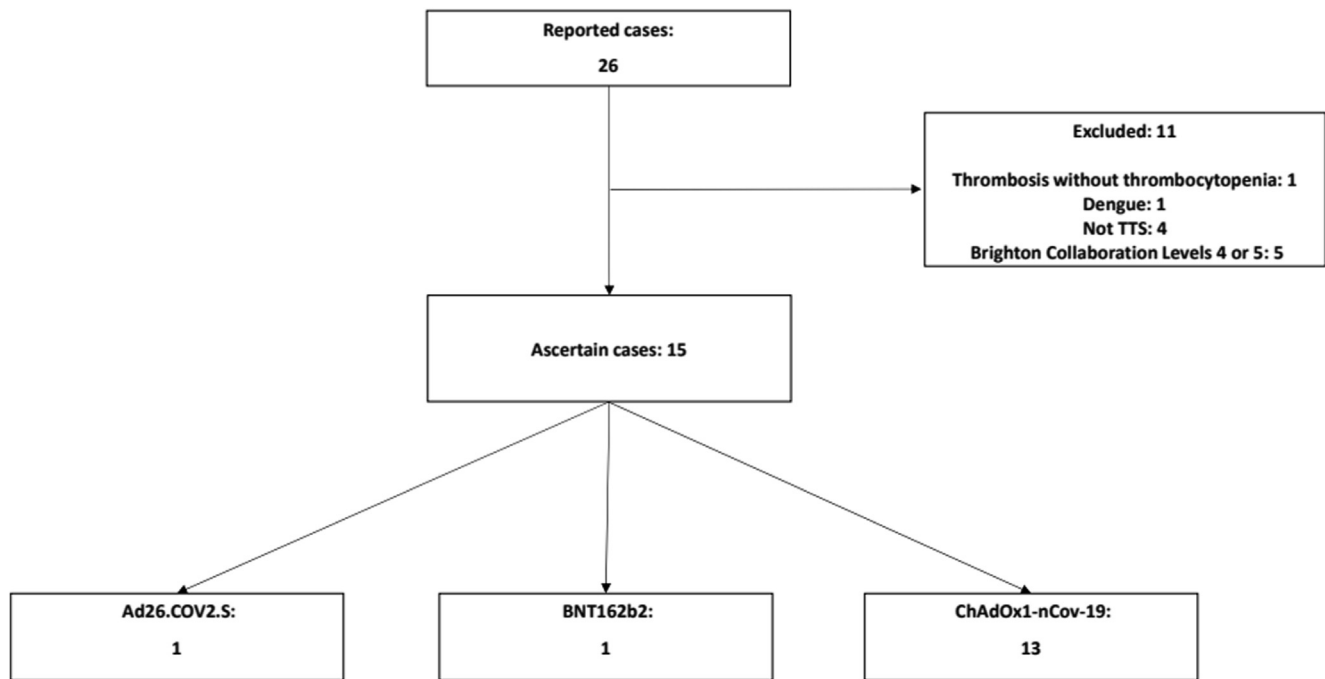 Reported cases:
26
Excluded: 11
Thrombosis without thrombocytopenia: 1
Dengue: 1
Not TTS: 4
Brighton Collaboration Levels 4 or 5: 5
Ascertain cases: 15
Ad26.COV2.S:
1
BNT162b2:
1
ChAdOx1-nCov-19:
13